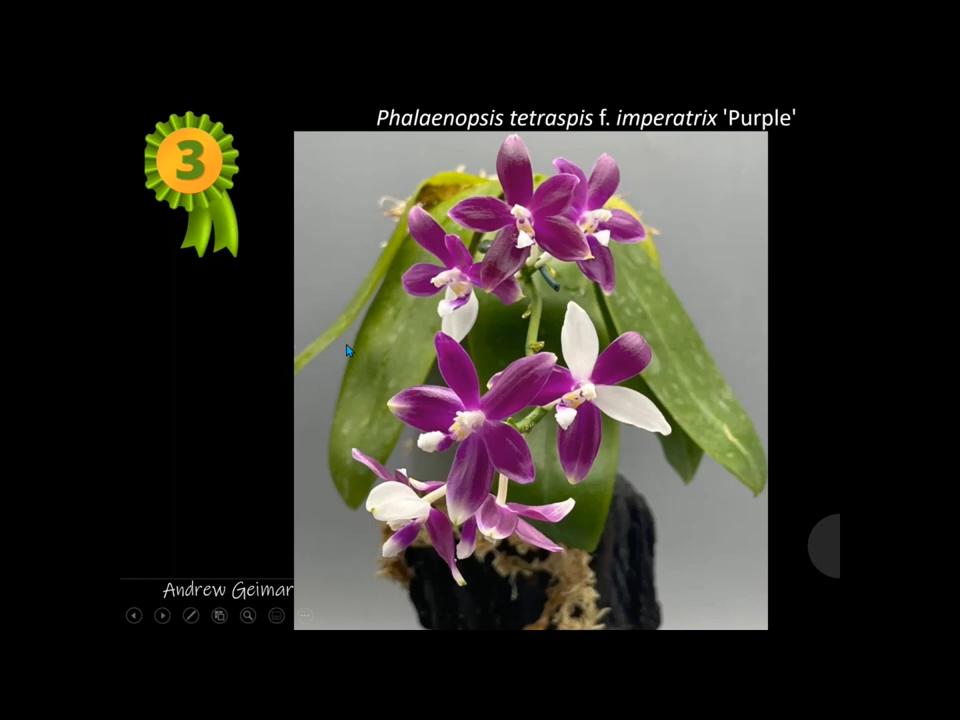 Phalaenopsis tetraspis f. imperatrix 'Purple'
3
Andrew Geimar